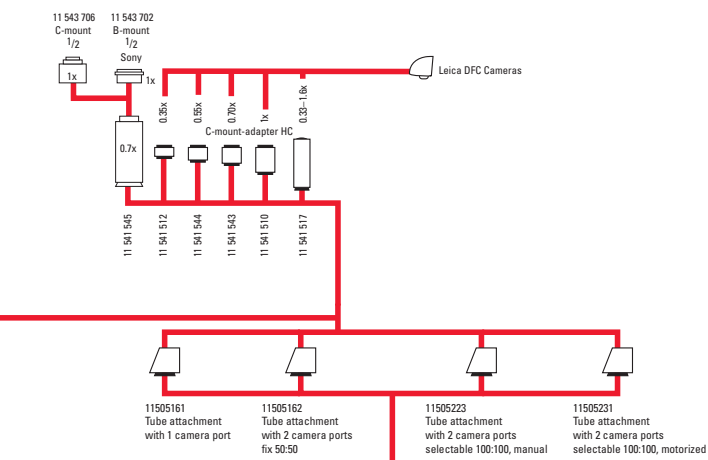 11 543 706
C-mount
1/2
11 543 702
B-mount
1/2
Sony
1x
1x
Leica DFC Cameras
0.35x
0.55x
0.70x
1x
0.33–1.6x
C-mount-adapter HC
0.7x
11 541 545
11 541 512
11 541 544
11 541 543
11 541 510
11 541 517
11505161
Tube attachment
with 1 camera port
11505162
Tube attachment
with 2 camera ports
fix 50:50
11505223
Tube attachment
with 2 camera ports
selectable 100:100, manual
11505231
Tube attachment
with 2 camera ports
selectable 100:100, motorized